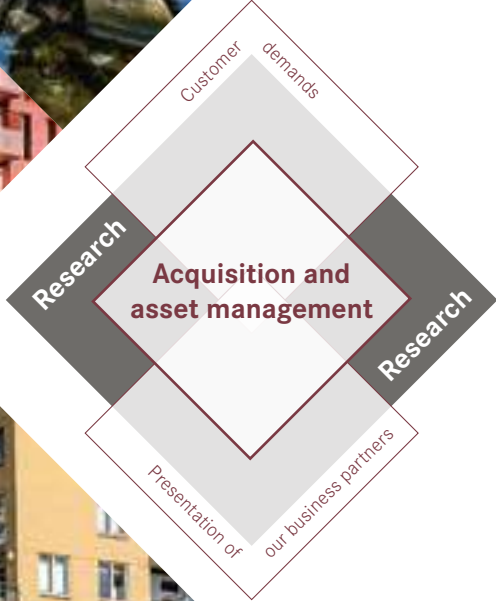 Customer demands
Research
Acquisition and
asset management
Research
Presentation of our business partners